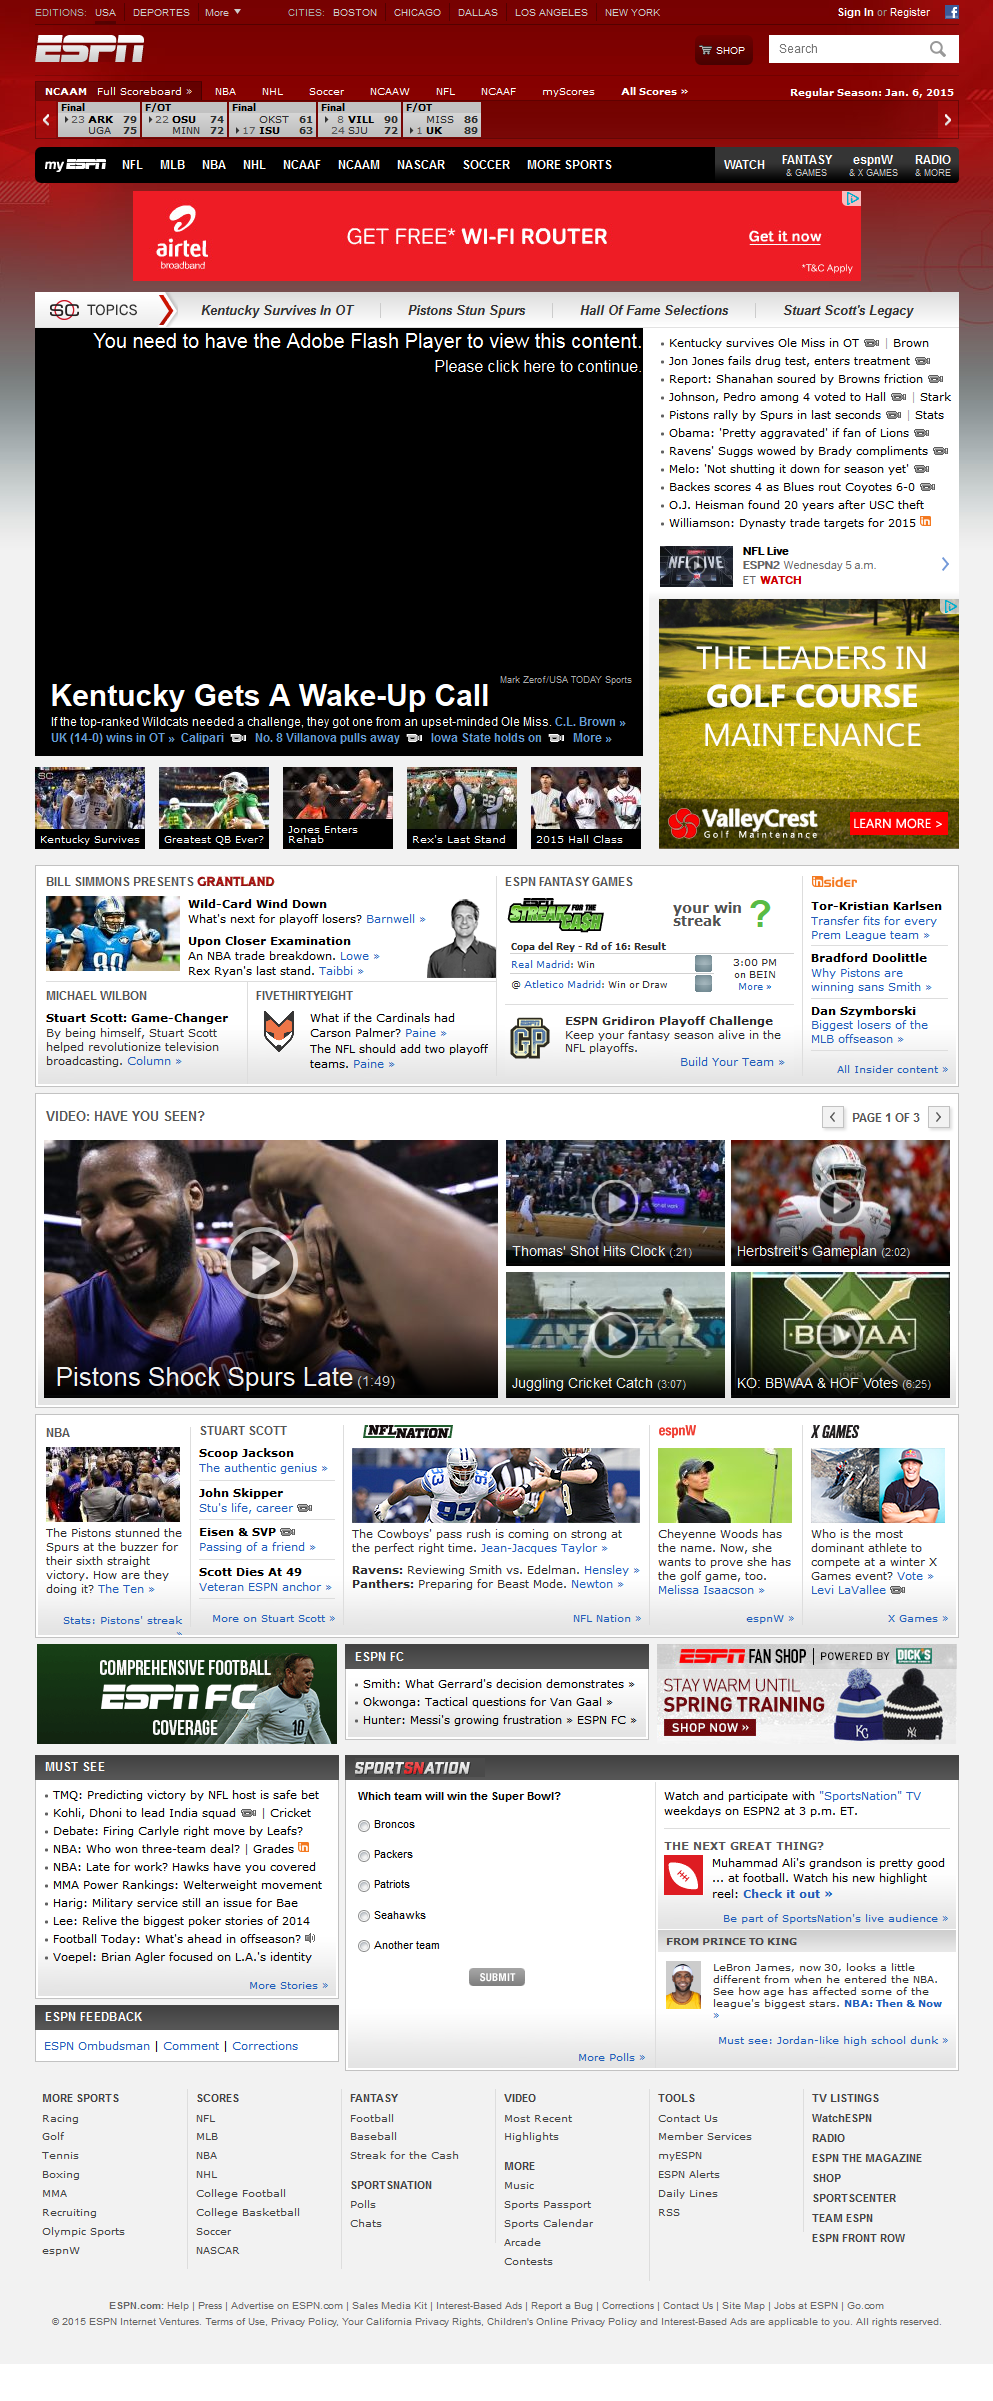 EDITIONS: USA DEPORTES More CITIES: BOSTON CHICAGO DALLAS LOS ANGELES NEW YORK Sign In or Register
ESPN SHOP Search
NCAAM Full Scoreboard » NBA NHL Soccer NCAAW NFL NCAAF myScores All Scores » Regular Season: Jan. 6, 2015
Final F/OT Final Final F/OT
23 ARK 79 22 OSU 74 OKST 61 8 VILL 90 MISS 86
UGA 75 MINN 72 17 ISU 63 24 SJU 72 1 UK 89
my ESPN NFL MLB NBA NHL NCAAF NCAAM NASCAR SOCCER MORE SPORTS WATCH FANTASY & GAMES espnW & X GAMES RADIO & MORE
airtel broadband
GET FREE* WI-FI ROUTER
Get it now
*T&C Apply
SC TOPICS Kentucky Survives In OT Pistons Stun Spurs Hall Of Fame Selections Stuart Scott's Legacy
You need to have the Adobe Flash Player to view this content.
Please click here to continue.
Mark Zerof/USA TODAY Sports
Kentucky Gets A Wake-Up Call
If the top-ranked Wildcats needed a challenge, they got one from an upset-minded Ole Miss. C.L. Brown »
UK (14-0) wins in OT » Calipari No. 8 Villanova pulls away Iowa State holds on More »
Kentucky Survives
Greatest QB Ever?
Jones Enters Rehab
Rex's Last Stand
2015 Hall Class
Kentucky survives Ole Miss in OT | Brown
Jon Jones fails drug test, enters treatment
Report: Shanahan soured by Browns friction
Johnson, Pedro among 4 voted to Hall | Stark
Pistons rally by Spurs in last seconds | Stats
Obama: 'Pretty aggravated' if fan of Lions
Ravens' Suggs wowed by Brady compliments
Melo: 'Not shutting it down for season yet'
Backes scores 4 as Blues rout Coyotes 6-0
O.J. Heisman found 20 years after USC theft
Williamson: Dynasty trade targets for 2015 in
NFL LIVE
NFL Live
ESPN2 Wednesday 5 a.m.
ET WATCH
THE LEADERS IN
GOLF COURSE
MAINTENANCE
ValleyCrest
Golf Maintenance
LEARN MORE >
BILL SIMMONS PRESENTS GRANTLAND
Wild-Card Wind Down
What's next for playoff losers? Barnwell »
Upon Closer Examination
An NBA trade breakdown. Lowe »
Rex Ryan's last stand. Taibbi »
MICHAEL WILBON
Stuart Scott: Game-Changer
By being himself, Stuart Scott
helped revolutionize television
broadcasting. Column »
FIVETHIRTYEIGHT
What if the Cardinals had
Carson Palmer? Paine »
The NFL should add two playoff
teams. Paine »
ESPN FANTASY GAMES
STREAK FOR THE CASH
your win
streak ?
Copa del Rey - Rd of 16: Result
Real Madrid: Win
@ Atletico Madrid: Win or Draw
3:00 PM
on BEIN
More »
GP
ESPN Gridiron Playoff Challenge
Keep your fantasy season alive in the
NFL playoffs.
Build Your Team »
insider
Tor-Kristian Karlsen
Transfer fits for every
Prem League team »
Bradford Doolittle
Why Pistons are
winning sans Smith »
Dan Szymborski
Biggest losers of the
MLB offseason »
All Insider content »
VIDEO: HAVE YOU SEEN? PAGE 1 OF 3
Pistons Shock Spurs Late (1:49)
Thomas' Shot Hits Clock (:21)
Herbstreit's Gameplan (2:02)
Juggling Cricket Catch (3:07)
BBWAA
KO: BBWAA & HOF Votes (6:25)
NBA
The Pistons stunned the
Spurs at the buzzer for
their sixth straight
victory. How are they
doing it? The Ten »
Stats: Pistons' streak
»
STUART SCOTT
Scoop Jackson
The authentic genius »
John Skipper
Stu's life, career
Eisen & SVP
Passing of a friend »
Scott Dies At 49
Veteran ESPN anchor »
More on Stuart Scott »
NFL NATION
The Cowboys' pass rush is coming on strong at
the perfect right time. Jean-Jacques Taylor »
Ravens: Reviewing Smith vs. Edelman. Hensley »
Panthers: Preparing for Beast Mode. Newton »
NFL Nation »
espnW
Cheyenne Woods has
the name. Now, she
wants to prove she has
the golf game, too.
Melissa Isaacson »
espnW »
X GAMES
Who is the most
dominant athlete to
compete at a winter X
Games event? Vote »
Levi LaVallee
X Games »
COMPREHENSIVE FOOTBALL
ESPN FC
COVERAGE
10
ESPN FC
Smith: What Gerrard's decision demonstrates »
Okwonga: Tactical questions for Van Gaal »
Hunter: Messi's growing frustration » ESPN FC »
ESPN FAN SHOP | POWERED BY DICK'S
STAY WARM UNTIL
SPRING TRAINING
SHOP NOW »
KC
NY
MUST SEE
TMQ: Predicting victory by NFL host is safe bet
Kohli, Dhoni to lead India squad | Cricket
Debate: Firing Carlyle right move by Leafs?
NBA: Who won three-team deal? | Grades in
NBA: Late for work? Hawks have you covered
MMA Power Rankings: Welterweight movement
Harig: Military service still an issue for Bae
Lee: Relive the biggest poker stories of 2014
Football Today: What's ahead in offseason?
Voepel: Brian Agler focused on L.A.'s identity
More Stories »
ESPN FEEDBACK
ESPN Ombudsman | Comment | Corrections
SPORTSNATION
Which team will win the Super Bowl?
Broncos
Packers
Patriots
Seahawks
Another team
SUBMIT
More Polls »
Watch and participate with "SportsNation" TV
weekdays on ESPN2 at 3 p.m. ET.
THE NEXT GREAT THING?
Muhammad Ali's grandson is pretty good
... at football. Watch his new highlight
reel: Check it out »
Be part of SportsNation's live audience »
FROM PRINCE TO KING
LeBron James, now 30, looks a little
different from when he entered the NBA.
See how age has affected some of the
league's biggest stars. NBA: Then & Now
»
Must see: Jordan-like high school dunk »
MORE SPORTS
Racing
Golf
Tennis
Boxing
MMA
Recruiting
Olympic Sports
espnW
SCORES
NFL
MLB
NBA
NHL
College Football
College Basketball
Soccer
NASCAR
FANTASY
Football
Baseball
Streak for the Cash
SPORTSNATION
Polls
Chats
VIDEO
Most Recent
Highlights
MORE
Music
Sports Passport
Sports Calendar
Arcade
Contests
TOOLS
Contact Us
Member Services
myESPN
ESPN Alerts
Daily Lines
RSS
TV LISTINGS
WatchESPN
RADIO
ESPN THE MAGAZINE
SHOP
SPORTSCENTER
TEAM ESPN
ESPN FRONT ROW
ESPN.com: Help | Press | Advertise on ESPN.com | Sales Media Kit | Interest-Based Ads | Report a Bug | Corrections | Contact Us | Site Map | Jobs at ESPN | Go.com
© 2015 ESPN Internet Ventures. Terms of Use, Privacy Policy, Your California Privacy Rights, Children's Online Privacy Policy and Interest-Based Ads are applicable to you. All rights reserved.